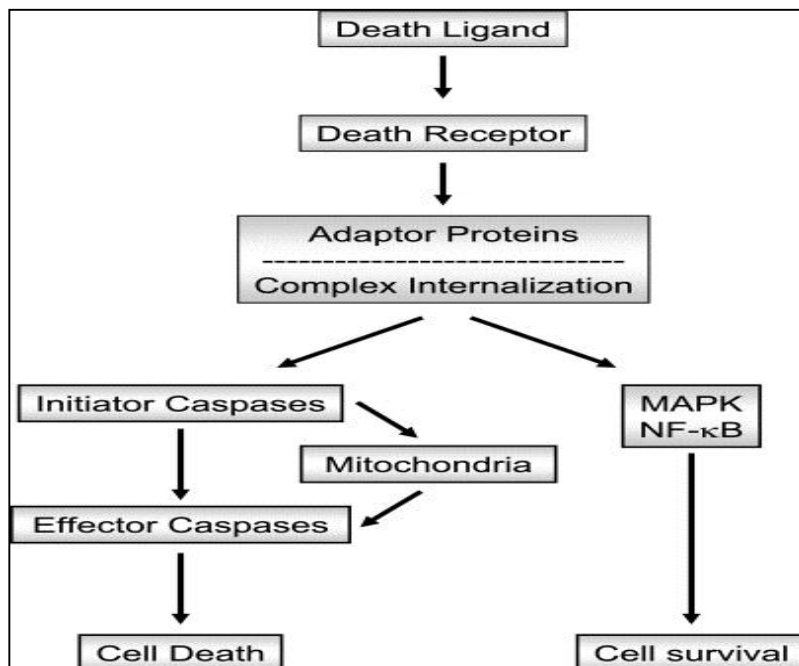 Death Ligand
Death Receptor
Adaptor Proteins
Complex Internalization
Initiator Caspases
MAPK
NF-κB
Mitochondria
Effector Caspases
Cell Death
Cell survival